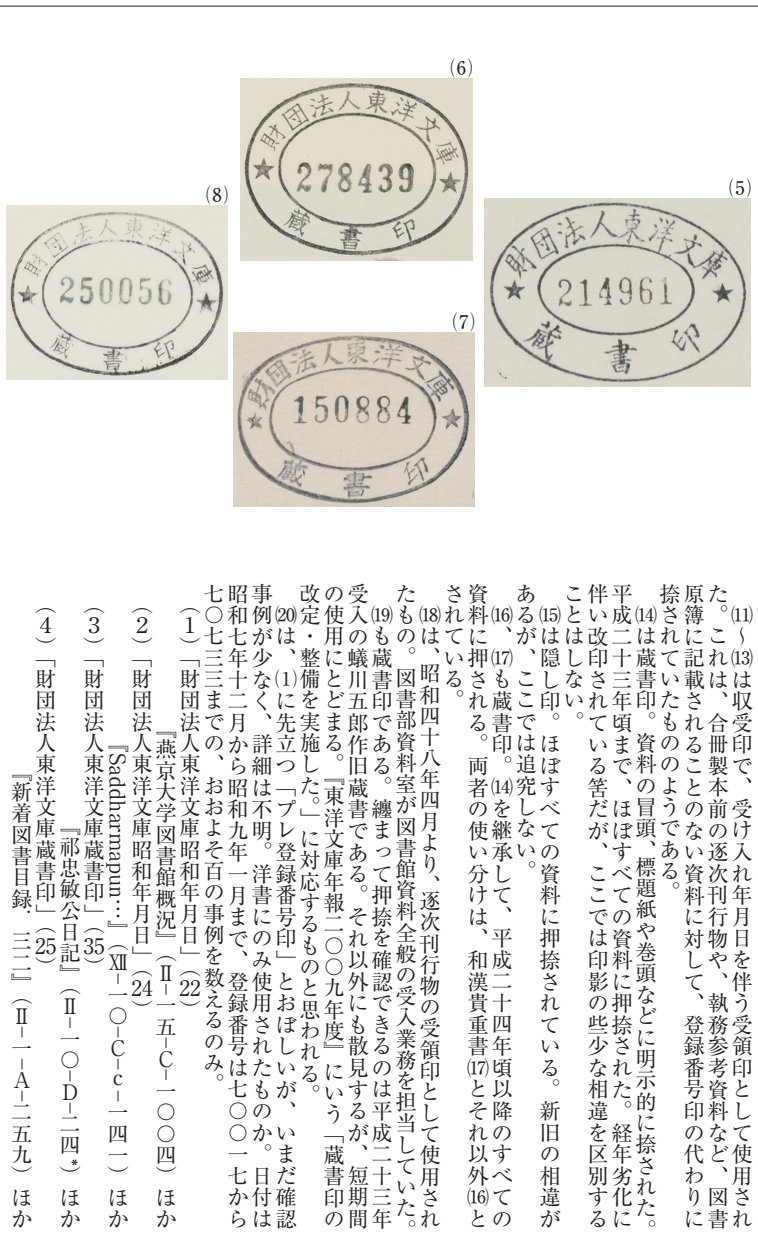 (5)
財団法人東洋文庫
214961
蔵書印
(6)
財団法人東洋文庫
278439
蔵書印
(7)
財団法人東洋文庫
150884
蔵書印
(8)
財団法人東洋文庫
250056
蔵書印
⑾～⒀は収受印で、受け入れ年月日を伴う受領印として使用され
た。これは、合冊製本前の逐次刊行物や、執務参考資料など、図書
原簿に記載されることのない資料に対して、登録番号印の代わりに
捺されていたもののようである。
⒁は蔵書印。資料の冒頭、標題紙や巻頭などに明示的に捺された。
平成二十三年頃まで、ほぼすべての資料に押捺された。経年劣化に
伴い改印されている筈だが、ここでは印影の些少な相違を区別する
ことはしない。
⒂は隠し印。ほぼすべての資料に押捺されている。新旧の相違が
あるが、ここでは追究しない。
⒃、⒄も蔵書印。⒁を継承して、平成二十四年頃以降のすべての
資料に押される。両者の使い分けは、和漢貴重書⒄とそれ以外⒃と
されている。
⒅は、昭和四十八年四月より、逐次刊行物の受領印として使用され
たもの。図書部資料室が図書館資料全般の受入業務を担当していた。
⒆も蔵書印である。纏まって押捺を確認できるのは平成二十三年
受入の蟻川五郎作旧蔵書である。それ以外にも散見するが、短期間
の使用にとどまる。『東洋文庫年報二〇〇九年度』にいう「蔵書印の
改定・整備を実施した。」に対応するものと思われる。
⒇は、⑴に先立つ「プレ登録番号印」とおぼしいが、いまだ確認
事例が少なく、詳細は不明。洋書にのみ使用されたものか。日付は
昭和七年十二月から昭和九年一月まで、登録番号は七〇〇一七から
七〇七三三までの、おおよそ百の事例を数えるのみ。
（1）「財団法人東洋文庫昭和年月日」（22）
『燕京大学図書館概況』（Ⅱ-一五-C-一〇〇四）ほか
（2）「財団法人東洋文庫昭和年月日」（24）
『Saddharmapun…』（Ⅻ-一〇-C-c-一四一）ほか
（3）「財団法人東洋文庫蔵書印」（35）
『祁忠敏公日記』（Ⅱ-一〇-D-二四*）ほか
（4）「財団法人東洋文庫蔵書印」（25）
『新着図書目録．三二』（Ⅱ-一-A-二五九）ほか